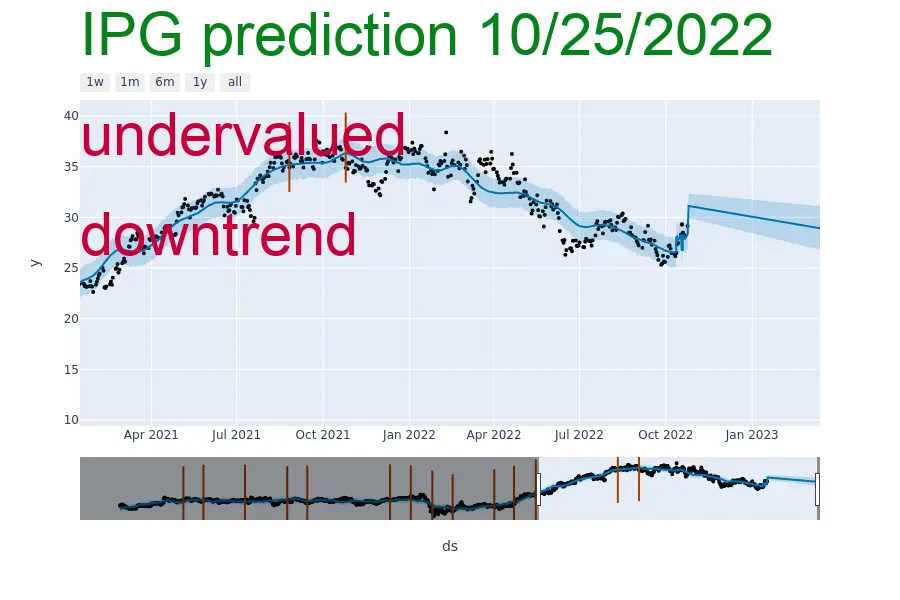 IPG prediction 10/25/2022
1w 1m 6m 1y all
undervalued
downtrend
40
35
30
25
20
15
10
y
Apr 2021 Jul 2021 Oct 2021 Jan 2022 Apr 2022 Jul 2022 Oct 2022 Jan 2023
ds